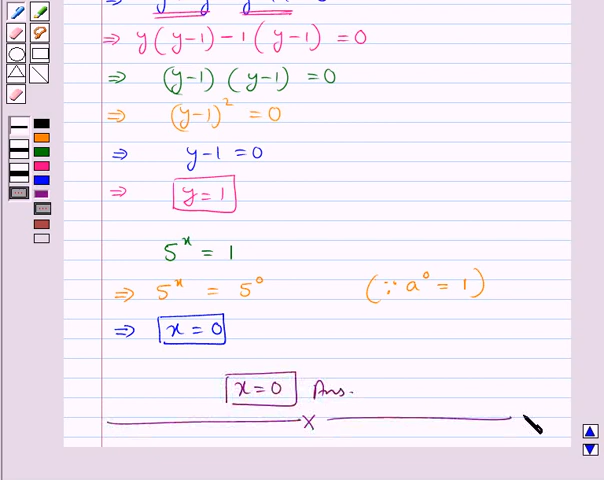 ⇒ y(y-1)-1(y-1) = 0
⇒ (y-1)(y-1) = 0
⇒ (y-1)² = 0
⇒ y-1 = 0
⇒ y = 1
5ˣ = 1
⇒ 5ˣ = 5⁰ (∵ a⁰ = 1)
⇒ x = 0
x = 0 Ans.
x